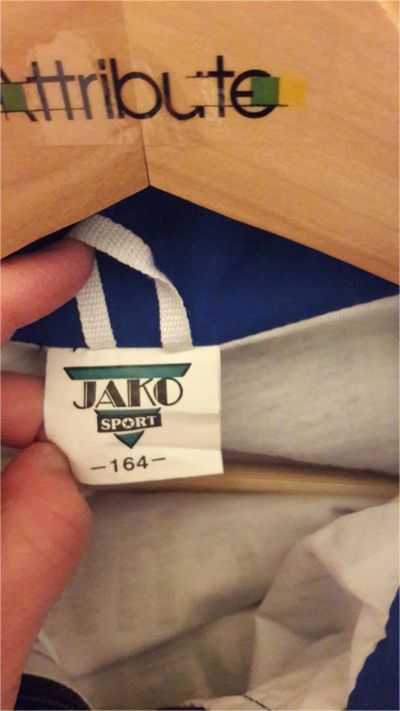 Attribute
JAKO
SPORT
-164-